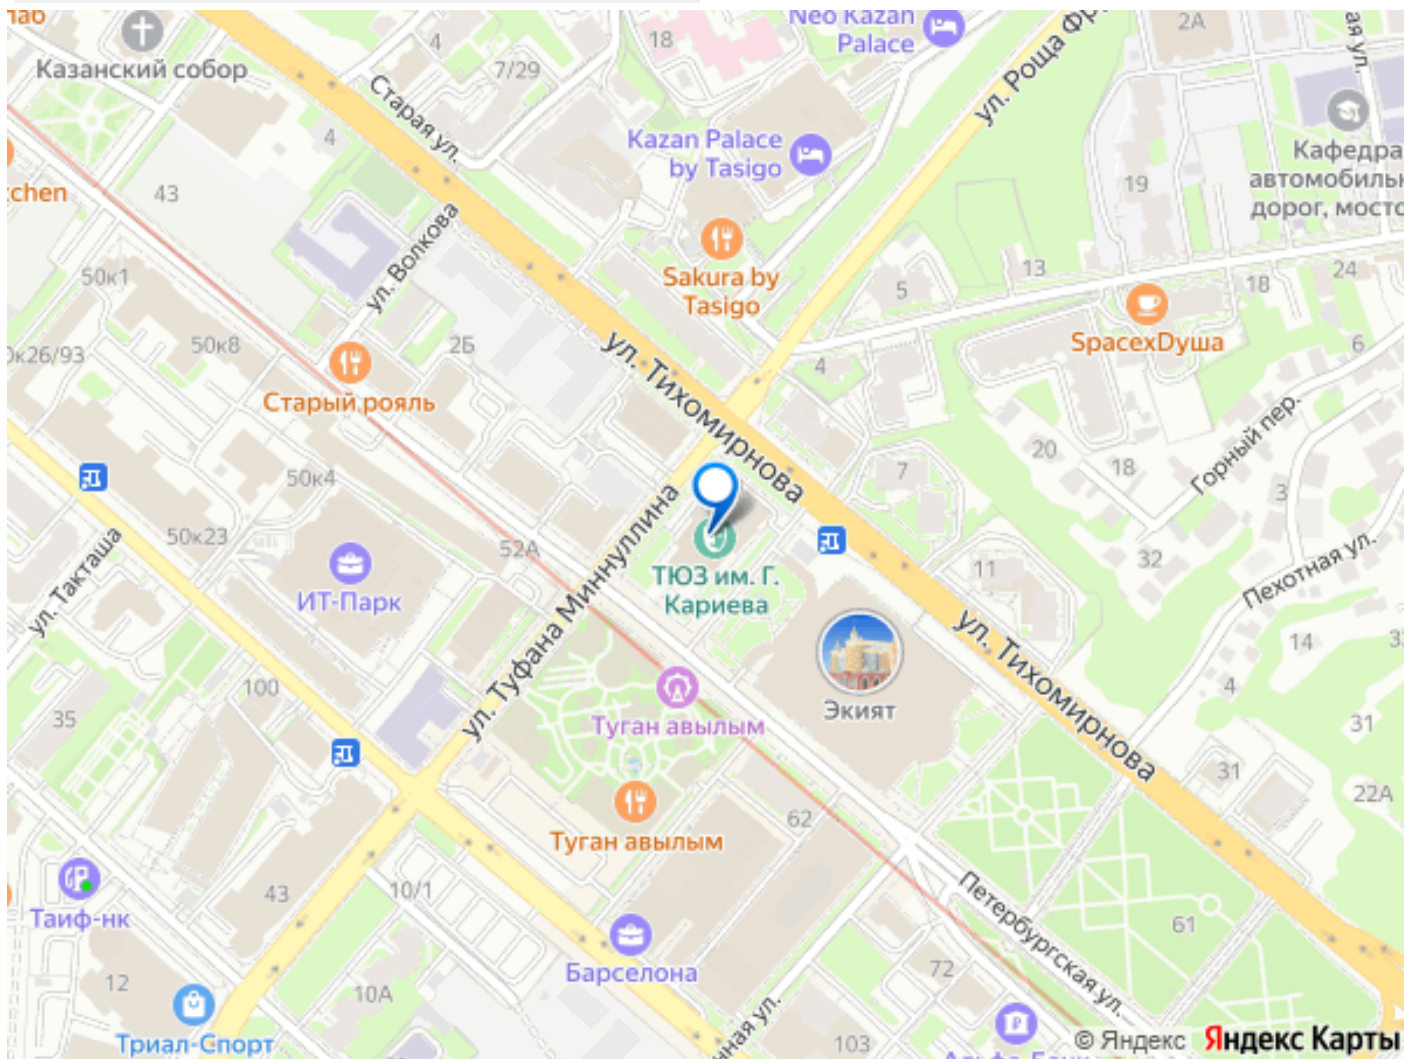 Казанский собор
4
7/29
18
Neo Kazan
Palace
2А
ул. Роща
Старая ул.
4
Kazan Palace
by Tasigo
Кафедра
дорог,
19
43
ул. Волкова
Sakura by
Tasigo
50к1
13
5
18
24
SpacexDуша
50к8
2Б
6
4
Старый рояль
ул. Тихомирнова
Горный пер.
20
18
7
3
50к4
50к23
52А
ул. Такташа
ИТ-Парк
ул. Туфана Миннуллина
ТЮЗ им. Г.
Кариева
11
32
Пехотная ул.
ул. Тихомирнова
14
4
100
35
Экият
Туган авылым
31
31
22А
62
Туган авылым
Таиф-нк
43
10/1
Петербургская ул.
61
Барселона
72
12
10А
Триал-Спорт
103
© Яндекс Яндекс Карты